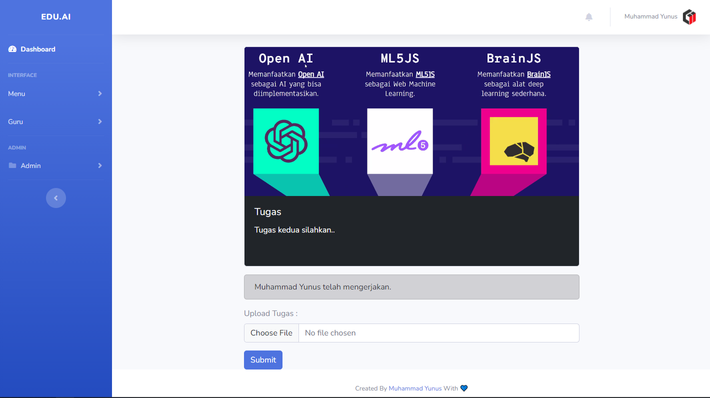 EDU.AI
Muhammad Yunus
Dashboard
INTERFACE
Menu
Guru
ADMIN
Admin
Open AI
Memanfaatkan Open AI
sebagai AI yang bisa
diimplementasikan.
ML5JS
Memanfaatkan ML5JS
sebagai Web Machine
Learning.
BrainJS
Memanfaatkan BrainJS
sebagai alat deep
learning sederhana.
ml5
Tugas
Tugas kedua silahkan..
Muhammad Yunus telah mengerjakan.
Upload Tugas :
Choose File No file chosen
Submit
Created By Muhammad Yunus With 💙